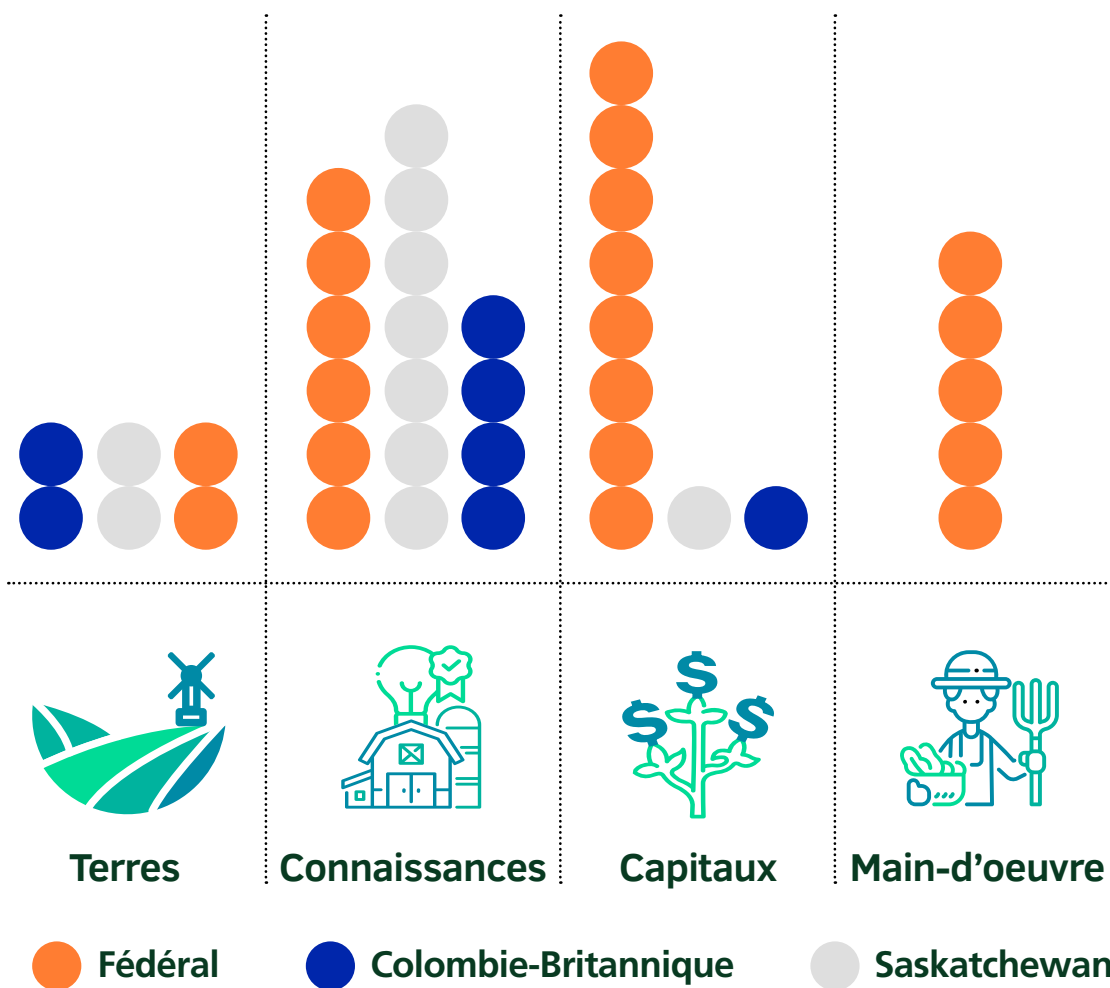 $
$ $
Terres Connaissances Capitaux Main-d'oeuvre
Fédéral Colombie-Britannique Saskatchewan